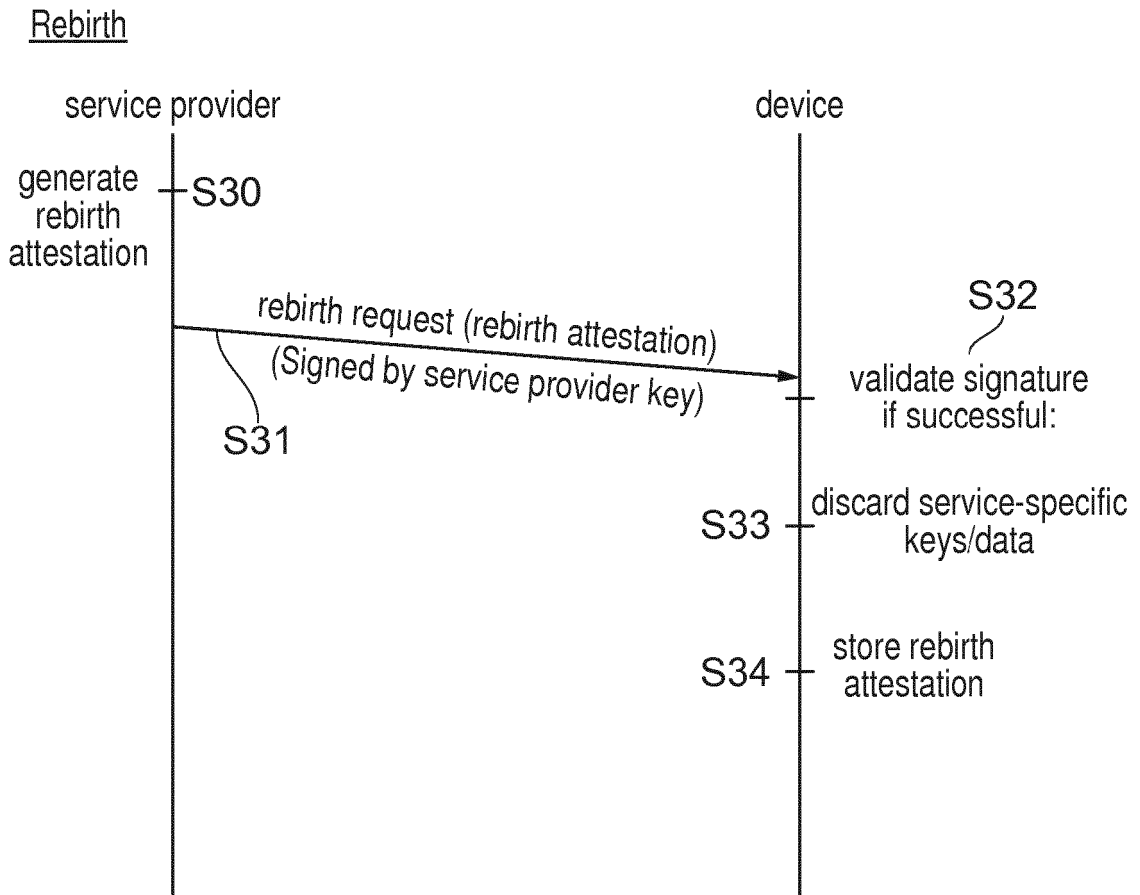 Rebirth
service provider
device
generate
rebirth
attestation
S30
rebirth request (rebirth attestation)
(Signed by service provider key)
S31
S32
validate signature
if successful:
S33
discard service-specific
keys/data
S34
store rebirth
attestation